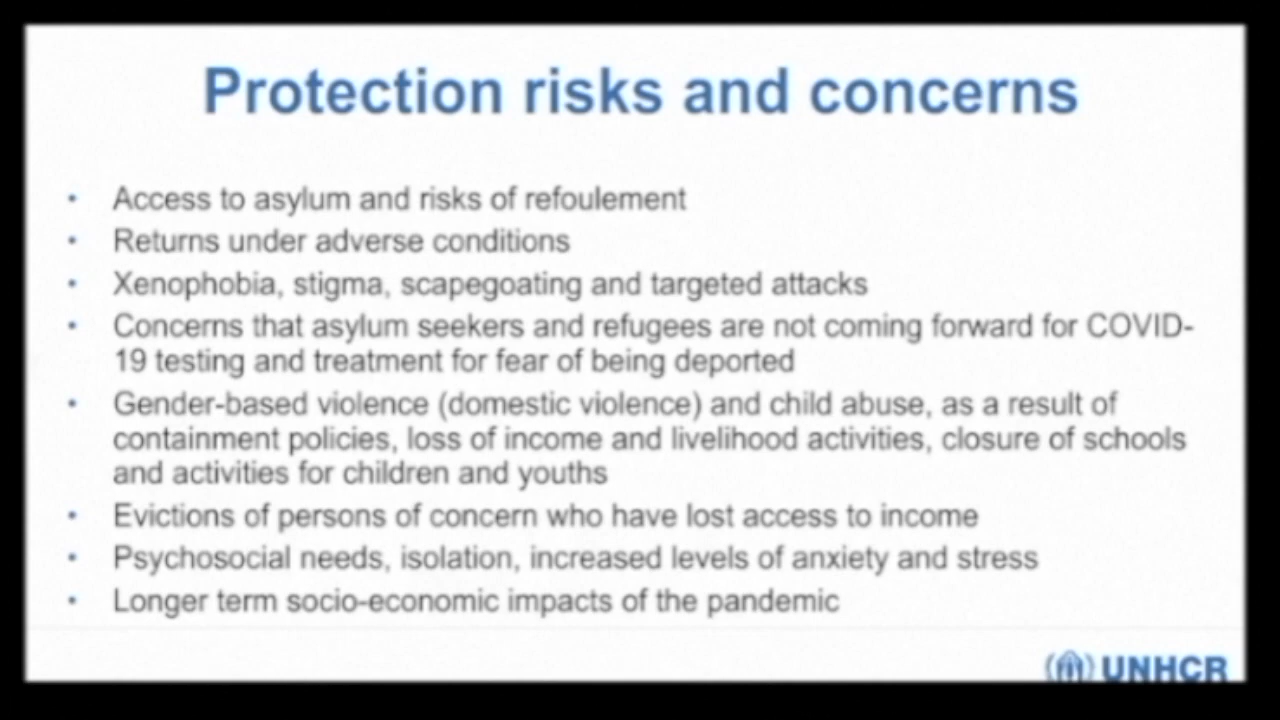 Protection risks and concerns
• Access to asylum and risks of refoulement
• Returns under adverse conditions
• Xenophobia, stigma, scapegoating and targeted attacks
• Concerns that asylum seekers and refugees are not coming forward for COVID-
19 testing and treatment for fear of being deported
• Gender-based violence (domestic violence) and child abuse, as a result of
containment policies, loss of income and livelihood activities, closure of schools
and activities for children and youths
• Evictions of persons of concern who have lost access to income
• Psychosocial needs, isolation, increased levels of anxiety and stress
• Longer term socio-economic impacts of the pandemic
UNHCR